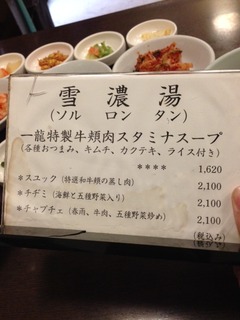 雪濃湯
(ソル ロン タン)
一龍特製牛頬肉スタミナスープ
(各種おつまみ、キムチ、カクテキ、ライス付き)
**** 1,620
*スユック (特選和牛頬の蒸し肉) 2,100
*チヂミ (海鮮と五種野菜入り) 2,100
*チャプチェ (春雨、牛肉、五種野菜炒め) 2,100
(税込み)